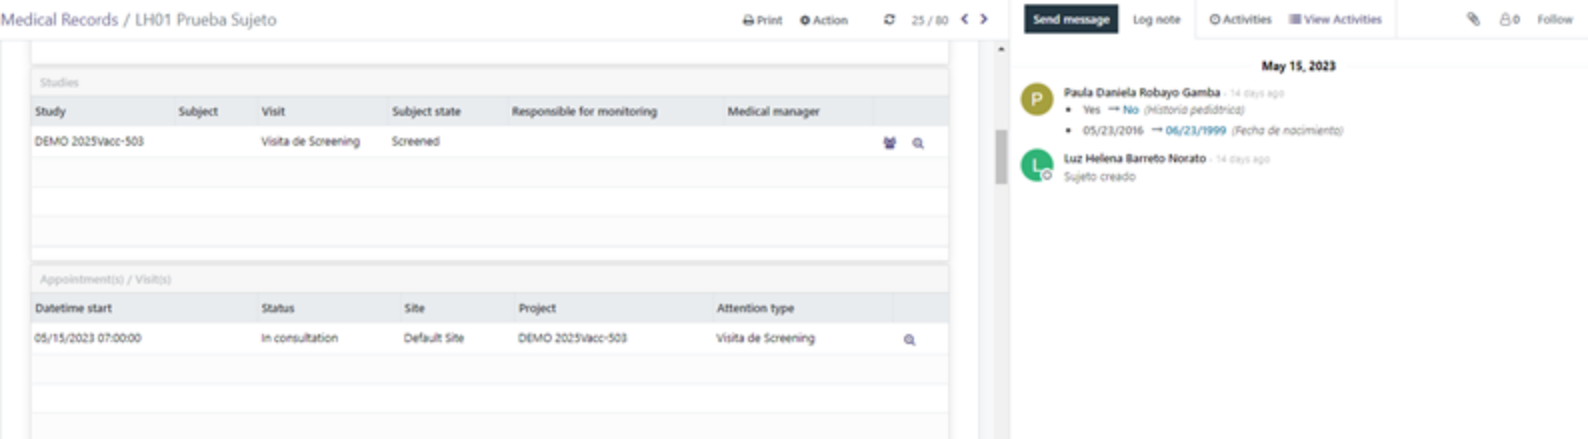 Medical Records / LH01 Prueba Sujeto Print Action 25 / 80
Studies
Study Subject Visit Subject state Responsible for monitoring Medical manager
DEMO 2025Vacc-503 Visita de Screening Screened
Appointment(s) / Visit(s)
Datetime start Status Site Project Attention type
05/15/2023 07:00:00 In consultation Default Site DEMO 2025Vacc-503 Visita de Screening
Send message Log note Activities View Activities 0 Follow
May 15, 2023
P
Paula Daniela Robayo Gamba - 14 days ago
• Yes → No (Historia pediátrica)
• 05/23/2016 → 06/23/1999 (Fecha de nacimiento)
L
Luz Helena Barreto Norato - 14 days ago
Sujeto creado